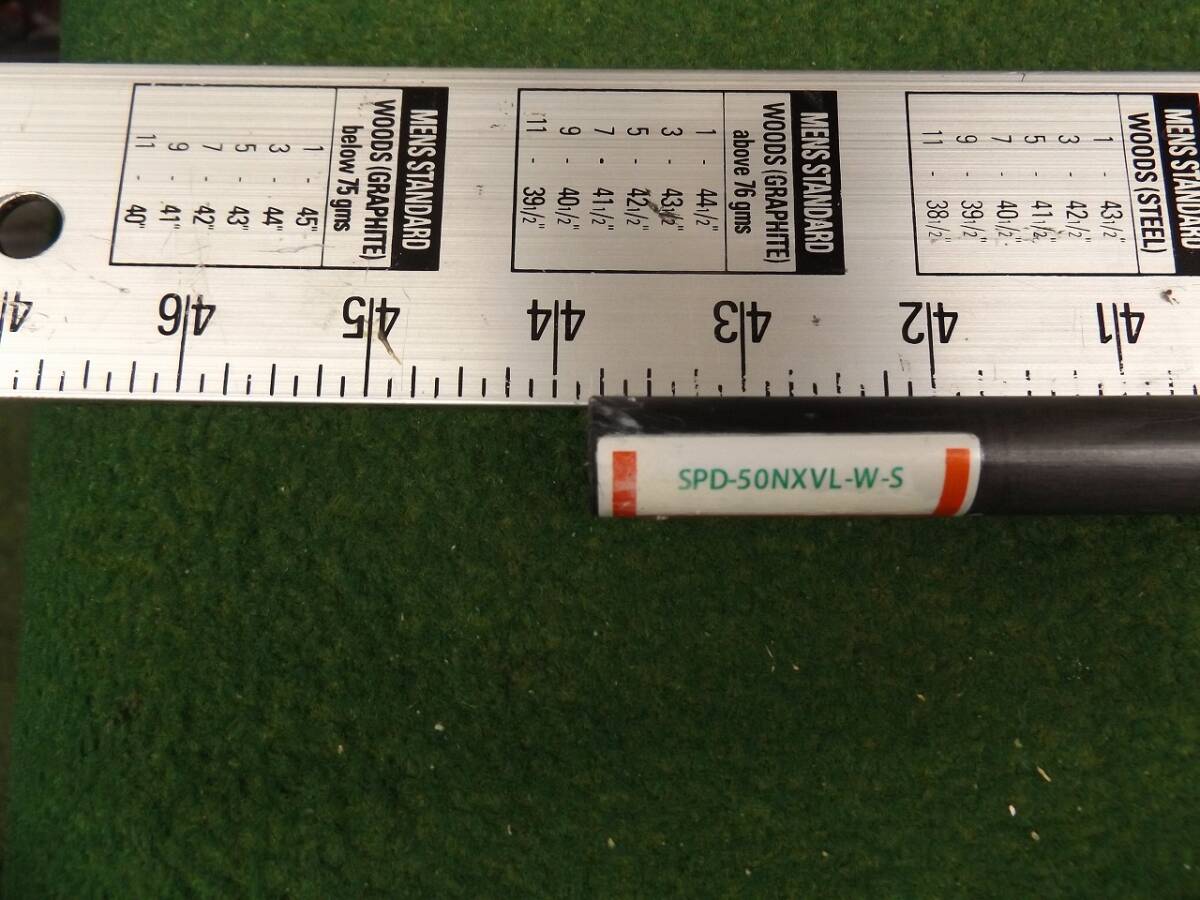 MENS STANDARD
WOODS (GRAPHITE)
below 75 gms
1 - 45"
3 - 44"
5 - 43"
7 - 42"
9 - 41"
11 - 40"
MENS STANDARD
WOODS (GRAPHITE)
above 76 gms
1 - 44 1/2"
3 - 43 1/2"
5 - 42 1/2"
7 - 41 1/2"
9 - 40 1/2"
11 - 39 1/2"
MENS STANDARD
WOODS (STEEL)
1 - 43 1/2"
3 - 42 1/2"
5 - 41 1/2"
7 - 40 1/2"
9 - 39 1/2"
11 - 38 1/2"
4 46 45 44 43 42 41
SPD-50NXVL-W-S